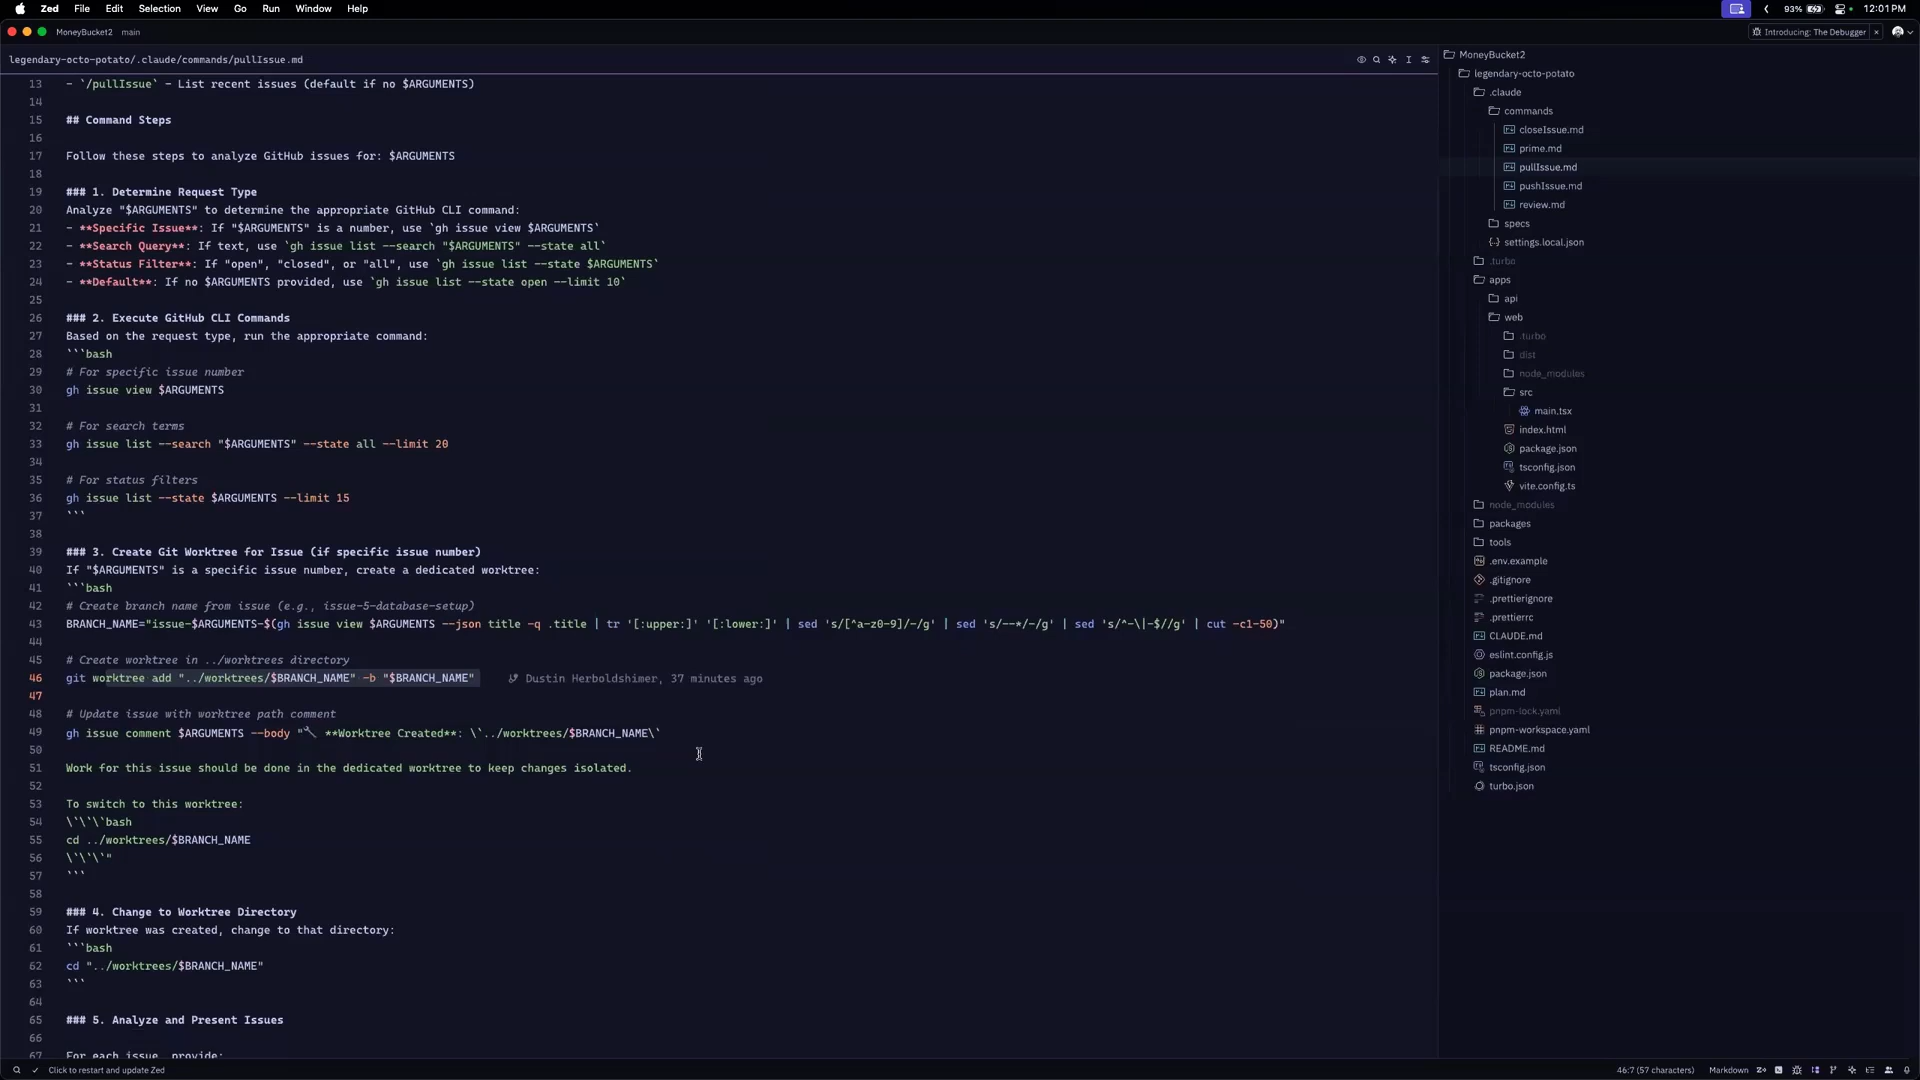 Zed File Edit Selection View Go Run Window Help
93% 12:01 PM
MoneyBucket2 main
Introducing: The Debugger ×
legendary-octo-potato/.claude/commands/pullIssue.md
13 - `/pullIssue` - List recent issues (default if no $ARGUMENTS)
14
15 ## Command Steps
16
17 Follow these steps to analyze GitHub issues for: $ARGUMENTS
18
19 ### 1. Determine Request Type
20 Analyze "$ARGUMENTS" to determine the appropriate GitHub CLI command:
21 - **Specific Issue**: If "$ARGUMENTS" is a number, use `gh issue view $ARGUMENTS`
22 - **Search Query**: If text, use `gh issue list --search "$ARGUMENTS" --state all`
23 - **Status Filter**: If "open", "closed", or "all", use `gh issue list --state $ARGUMENTS`
24 - **Default**: If no $ARGUMENTS provided, use `gh issue list --state open --limit 10`
25
26 ### 2. Execute GitHub CLI Commands
27 Based on the request type, run the appropriate command:
28 ```bash
29 # For specific issue number
30 gh issue view $ARGUMENTS
31
32 # For search terms
33 gh issue list --search "$ARGUMENTS" --state all --limit 20
34
35 # For status filters
36 gh issue list --state $ARGUMENTS --limit 15
37 ```
38
39 ### 3. Create Git Worktree for Issue (if specific issue number)
40 If "$ARGUMENTS" is a specific issue number, create a dedicated worktree:
41 ```bash
42 # Create branch name from issue (e.g., issue-5-database-setup)
43 BRANCH_NAME="issue-$ARGUMENTS-$(gh issue view $ARGUMENTS --json title -q .title | tr '[:upper:]' '[:lower:]' | sed 's/[^a-z0-9]/-/g' | sed 's/--*/-/g' | sed 's/^-\|-$//g' | cut -c1-50)"
44
45 # Create worktree in ../worktrees directory
46 git worktree add "../worktrees/$BRANCH_NAME" -b "$BRANCH_NAME" Dustin Herboldshimer, 37 minutes ago
47
48 # Update issue with worktree path comment
49 gh issue comment $ARGUMENTS --body "🔧 **Worktree Created**: \`../worktrees/$BRANCH_NAME\`
50
51 Work for this issue should be done in the dedicated worktree to keep changes isolated.
52
53 To switch to this worktree:
54 \`\`\`bash
55 cd ../worktrees/$BRANCH_NAME
56 \`\`\`"
57 ```
58
59 ### 4. Change to Worktree Directory
60 If worktree was created, change to that directory:
61 ```bash
62 cd "../worktrees/$BRANCH_NAME"
63 ```
64
65 ### 5. Analyze and Present Issues
66
67 For each issue, provide:
MoneyBucket2
legendary-octo-potato
.claude
commands
closeIssue.md
prime.md
pullIssue.md
pushIssue.md
review.md
specs
settings.local.json
.turbo
apps
api
web
.turbo
dist
node_modules
src
main.tsx
index.html
package.json
tsconfig.json
vite.config.ts
node_modules
packages
tools
.env.example
.gitignore
.prettierignore
.prettierrc
CLAUDE.md
eslint.config.js
package.json
plan.md
pnpm-lock.yaml
pnpm-workspace.yaml
README.md
tsconfig.json
turbo.json
Click to restart and update Zed
46:7 (57 characters) Markdown